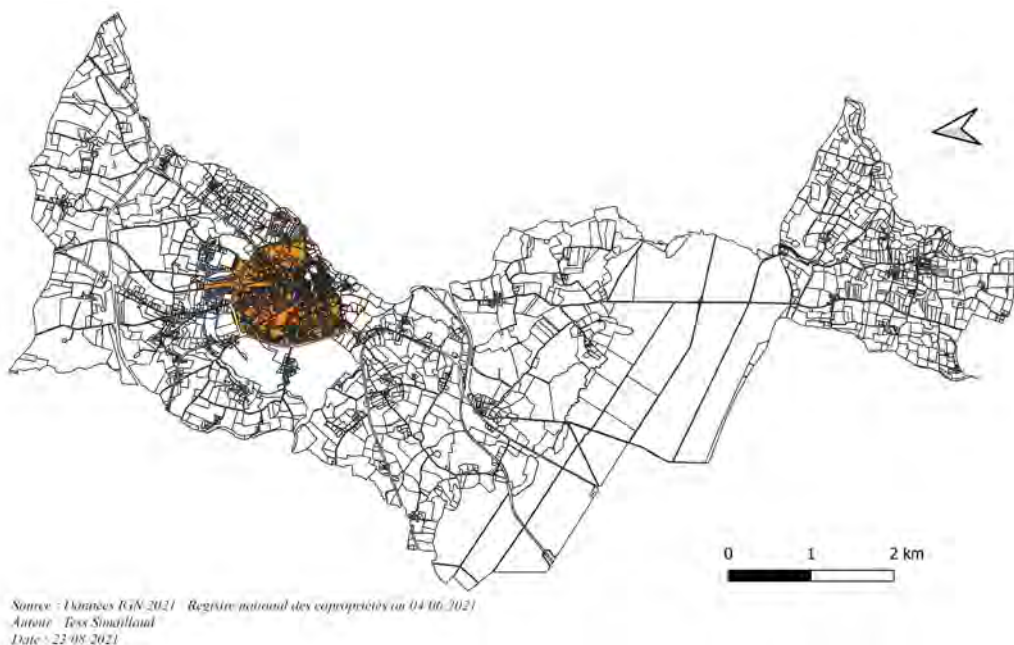 0 1 2 km
Source : Données IGN 2021 Registre national des copropriétés au 04/06/2021
Auteur : Tess
Date : 23/08/2021